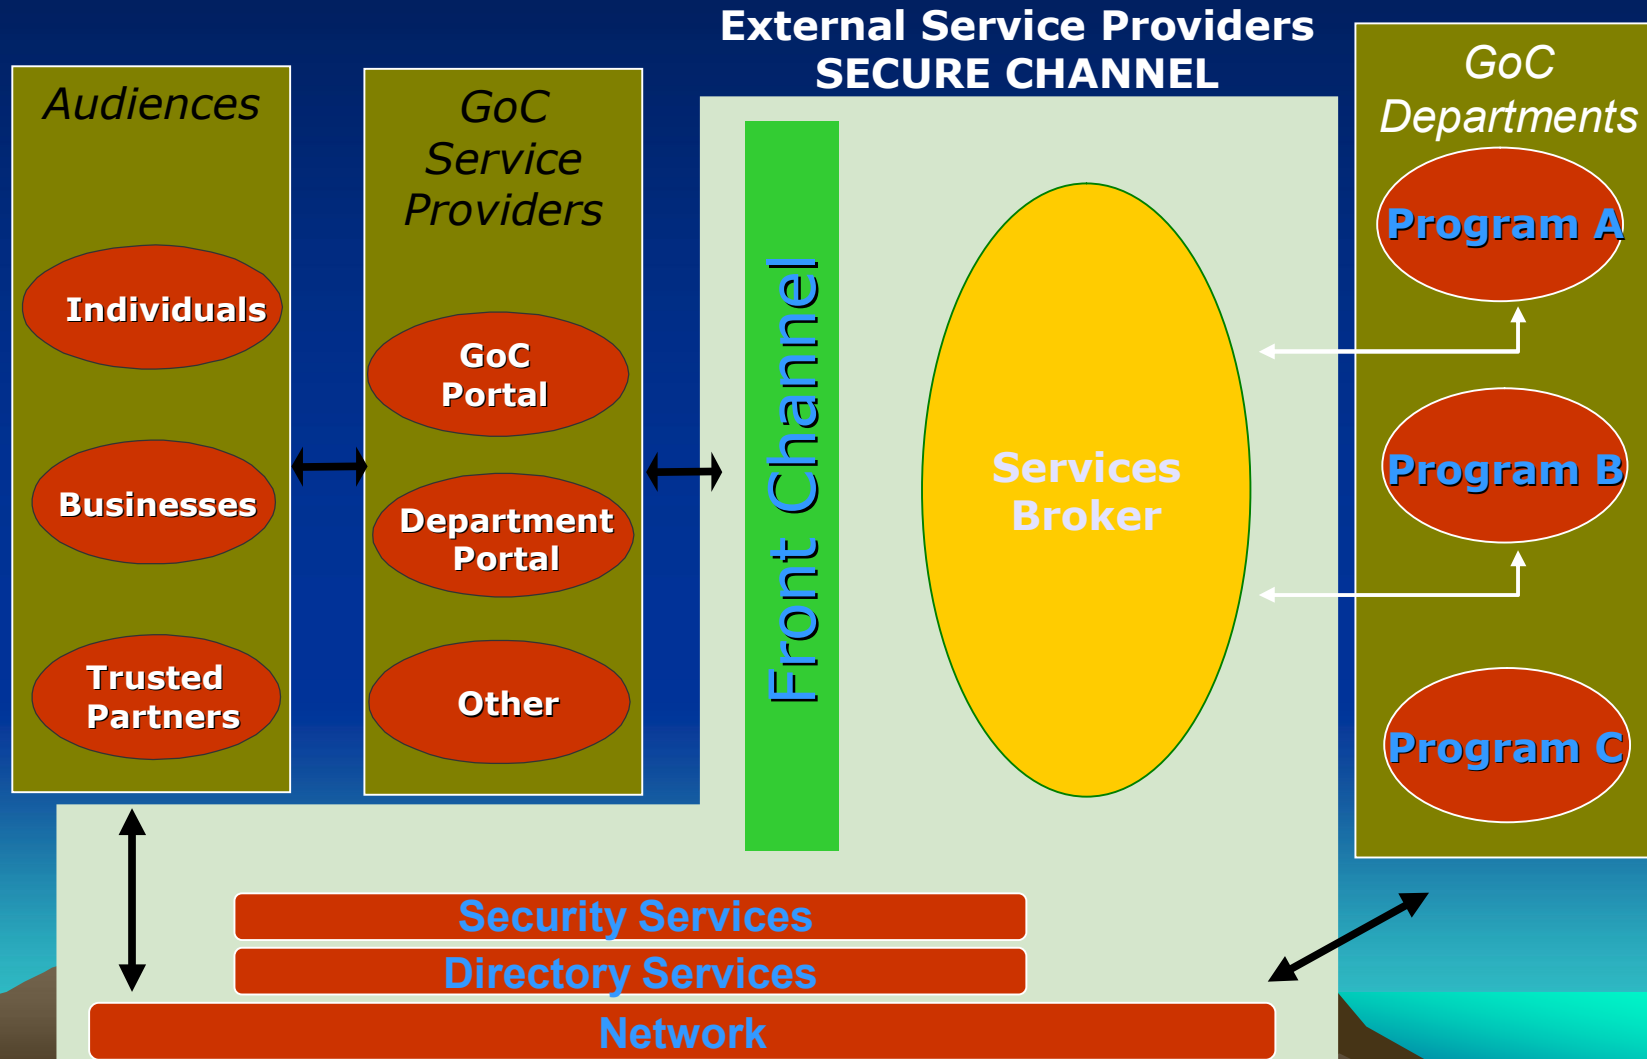 External Service Providers
SECURE CHANNEL
Audiences
Individuals
Businesses
Trusted
Partners
GoC
Service
Providers
GoC
Portal
Department
Portal
Other
Front Channel
Services
Broker
GoC
Departments
Program A
Program B
Program C
Security Services
Directory Services
Network